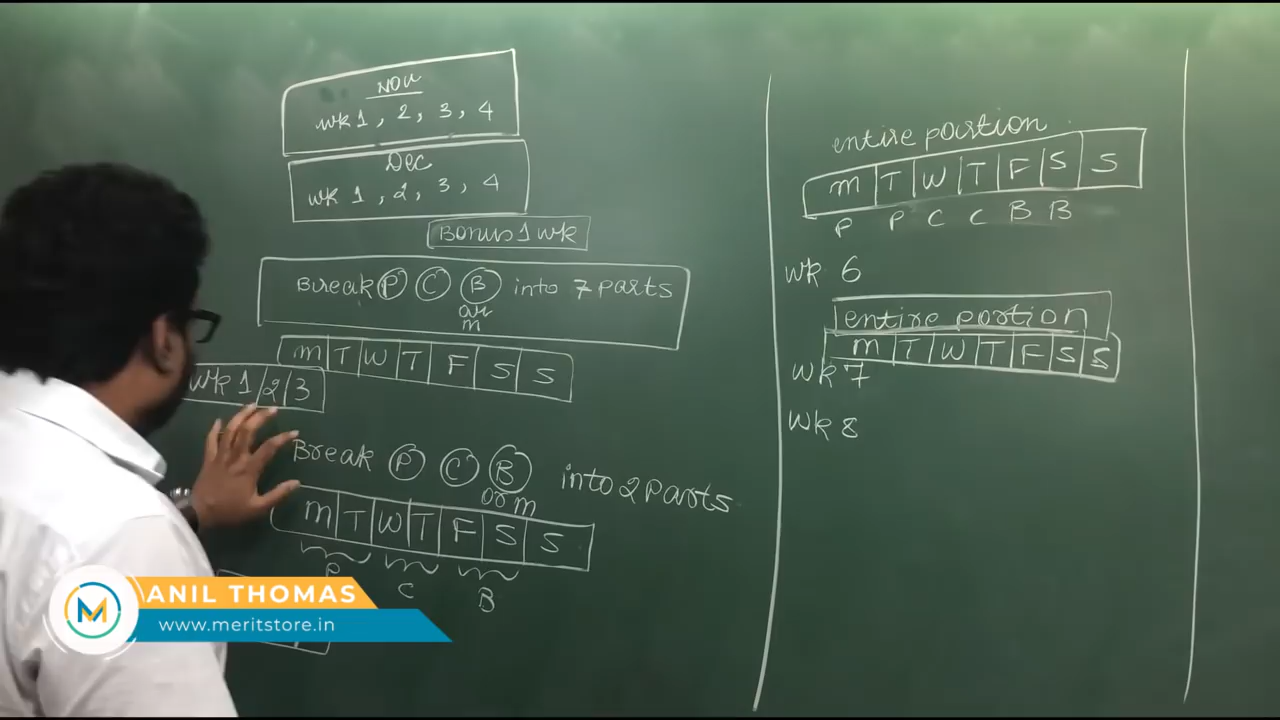 Nov
wk 1, 2, 3, 4
Dec
wk 1, 2, 3, 4
Bonus 1 wk
Break P C B into 7 parts
or
m
m T W T F S S
wk 1/2/3
Break P C B into 2 parts
or m
m T W T F S S
P C B
entire portion
m T W T F S S
P P C C B B
wk 6
entire portion
m T W T F S S
wk 7
wk 8
M
ANIL THOMAS
www.meritstore.in